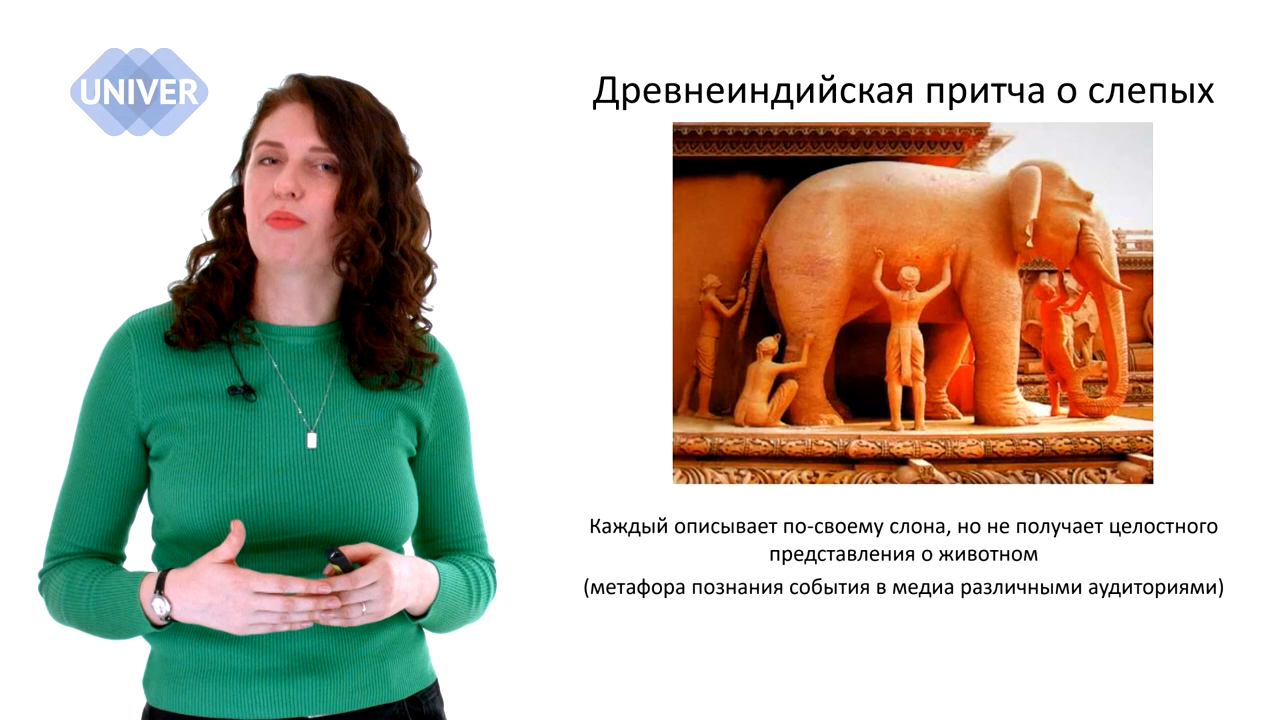 UNIVER
Древнеиндийская притча о слепых
Каждый описывает по-своему слона, но не получает целостного
представления о животном
(метафора познания события в медиа различными аудиториями)